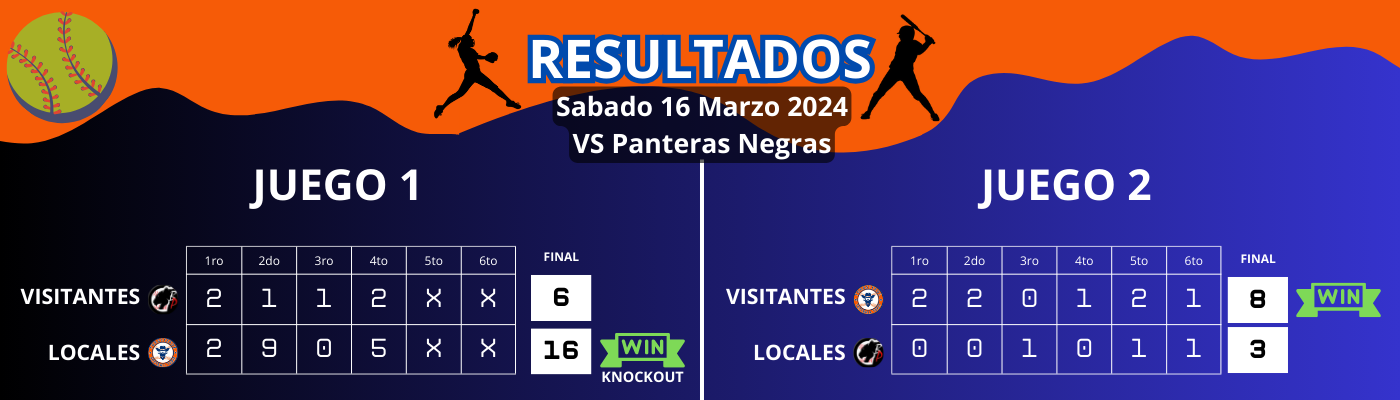 RESULTADOS
Sabado 16 Marzo 2024
VS Panteras Negras
JUEGO 1
1ro 2do 3ro 4to 5to 6to FINAL
VISITANTES 2 1 1 2 X X 6
LOCALES 2 9 0 5 X X 16 WIN
KNOCKOUT
JUEGO 2
1ro 2do 3ro 4to 5to 6to FINAL
VISITANTES 2 2 0 1 2 1 8 WIN
LOCALES 0 0 1 0 1 1 3